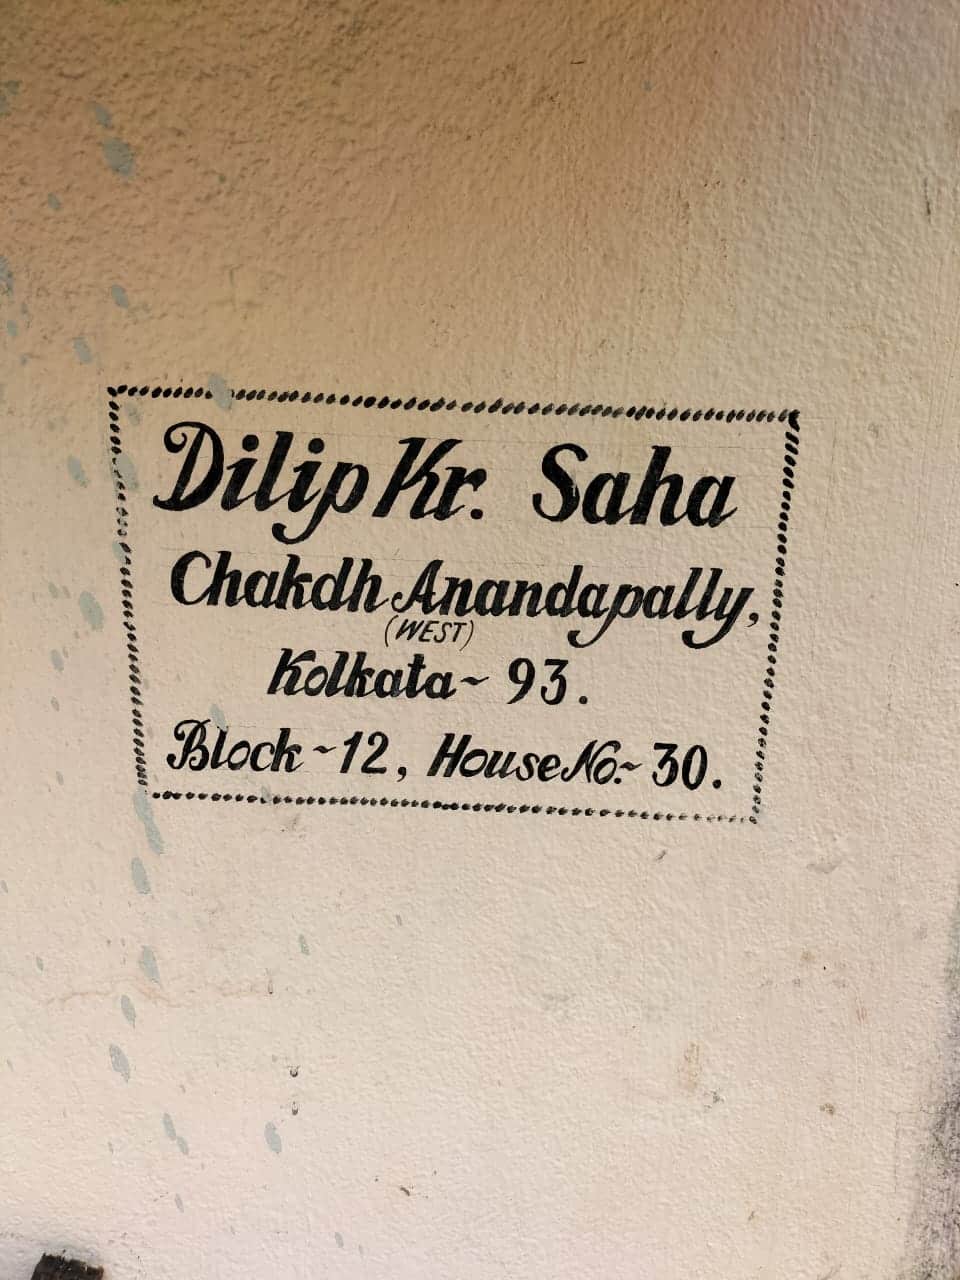 Dilip Kr. Saha
Chakdh Anandapally,
(WEST)
Kolkata ~ 93.
Block ~ 12, House No.~ 30.